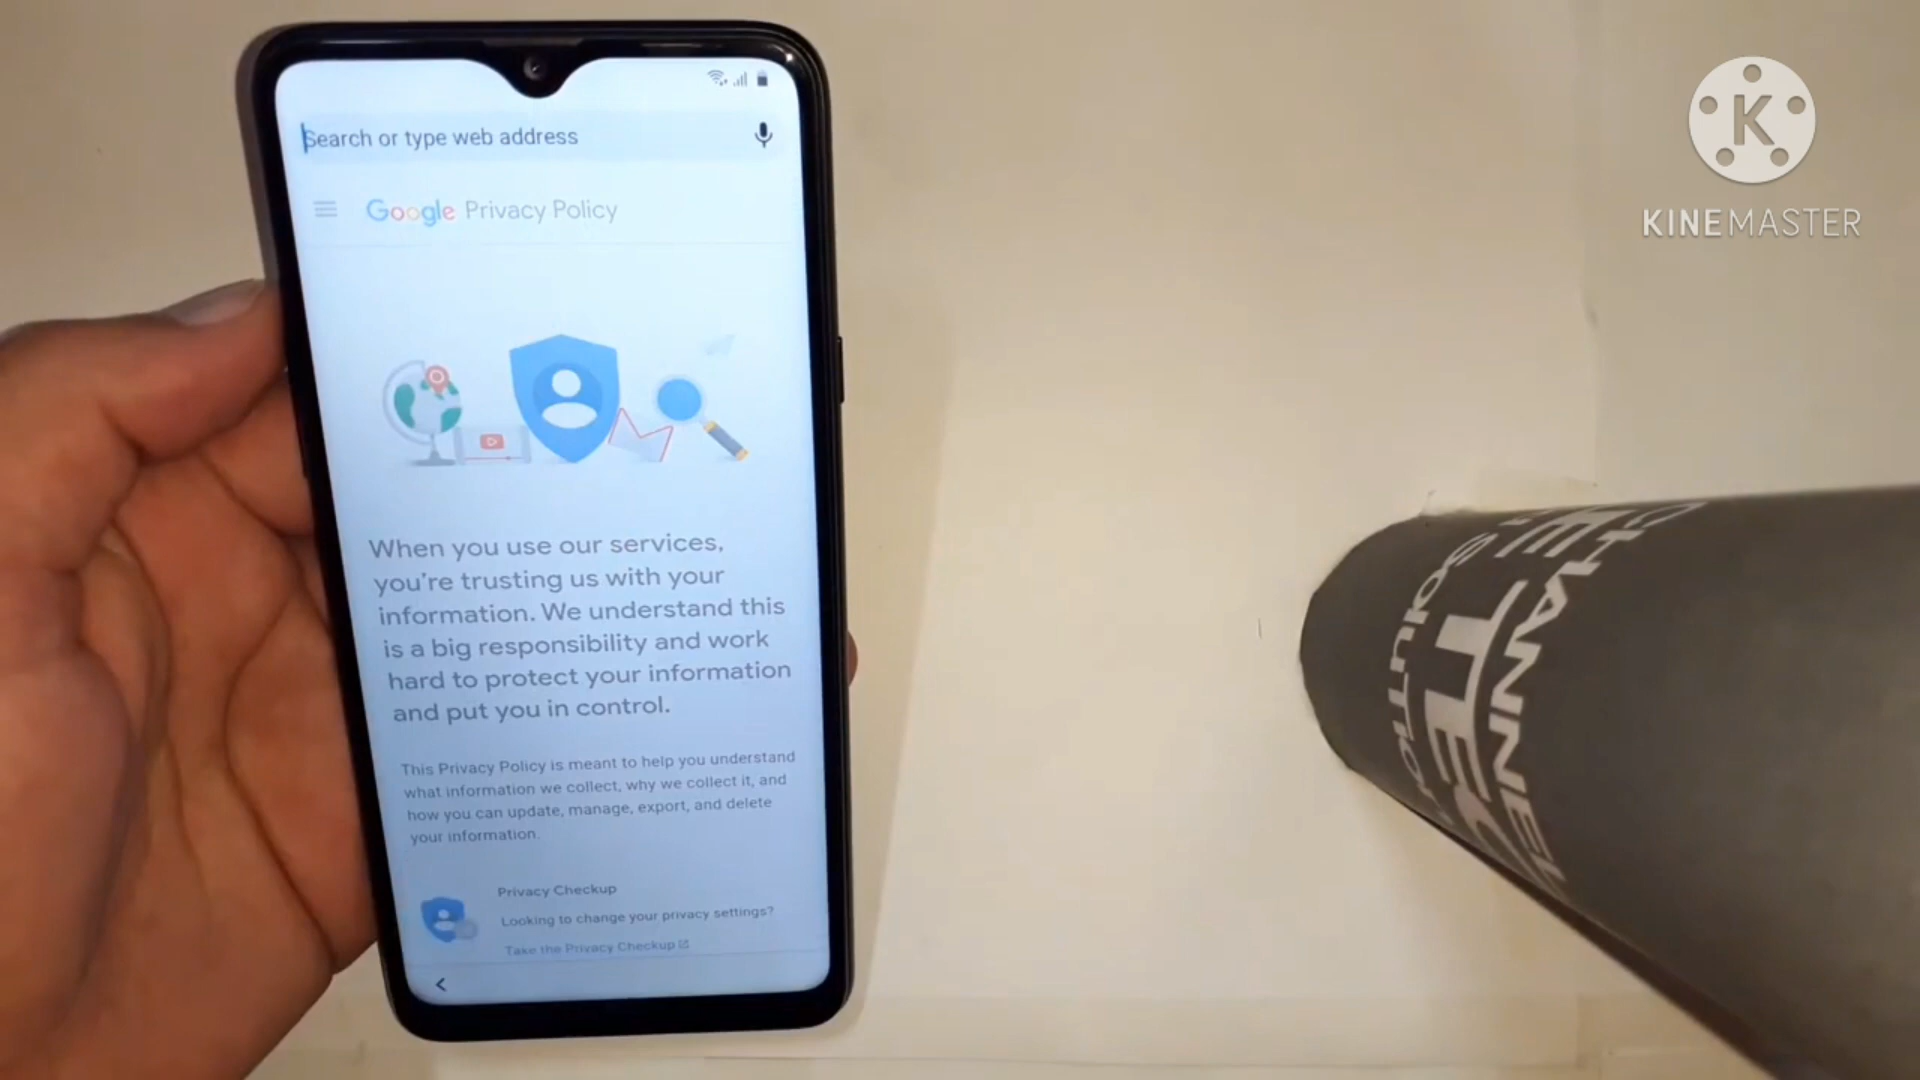 Search or type web address
Google Privacy Policy
When you use our services,
you're trusting us with your
information. We understand this
is a big responsibility and work
hard to protect your information
and put you in control.
This Privacy Policy is meant to help you understand
what information we collect, why we collect it, and
how you can update, manage, export, and delete
your information.
Privacy Checkup
Looking to change your privacy settings?
Take the Privacy Checkup
K
KINEMASTER
CHANNEL